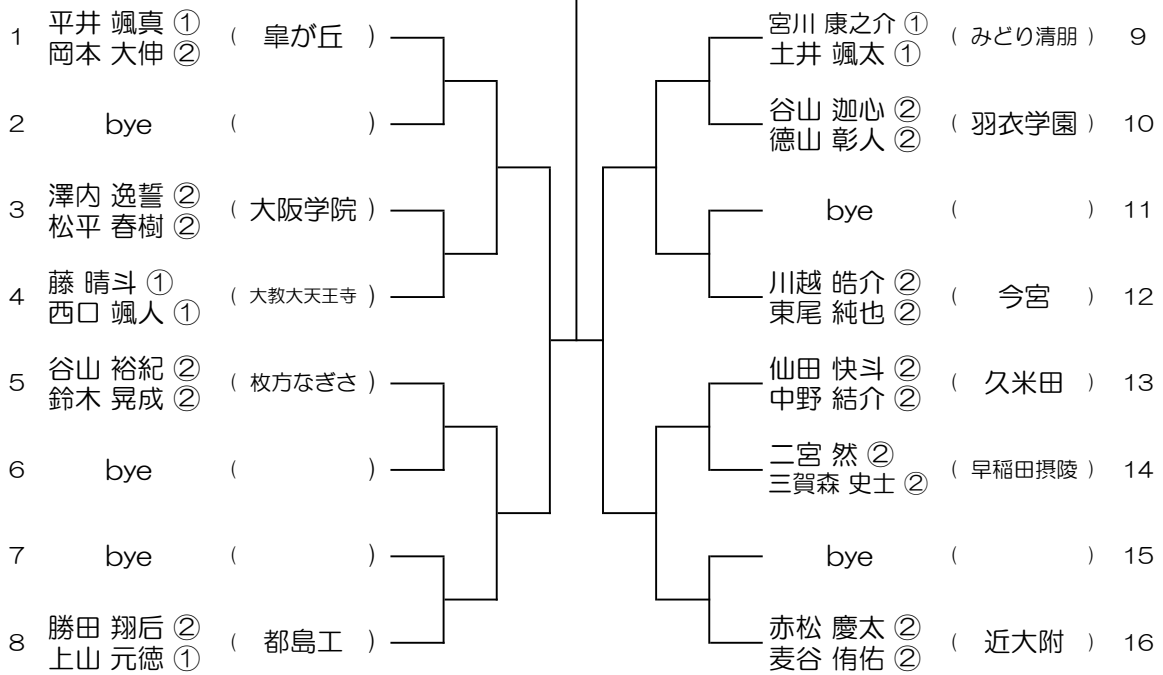 1 平井 颯真 ① ( 皐が丘 )
岡本 大伸 ②
2 bye ( )
3 澤内 逸誓 ② ( 大阪学院 )
松平 春樹 ②
4 藤 晴斗 ① ( 大教大天王寺 )
西口 颯人 ①
5 谷山 裕紀 ② ( 枚方なぎさ )
鈴木 晃成 ②
6 bye ( )
7 bye ( )
8 勝田 翔后 ② ( 都島工 )
上山 元徳 ①
宮川 康之介 ① ( みどり清朋 ) 9
土井 颯太 ①
谷山 迦心 ② ( 羽衣学園 ) 10
德山 彰人 ②
bye ( ) 11
川越 皓介 ② ( 今宮 ) 12
東尾 純也 ②
仙田 快斗 ② ( 久米田 ) 13
中野 結介 ②
二宮 然 ② ( 早稲田摂陵 ) 14
三賀森 史士 ②
bye ( ) 15
赤松 慶太 ② ( 近大附 ) 16
麦谷 侑佑 ②